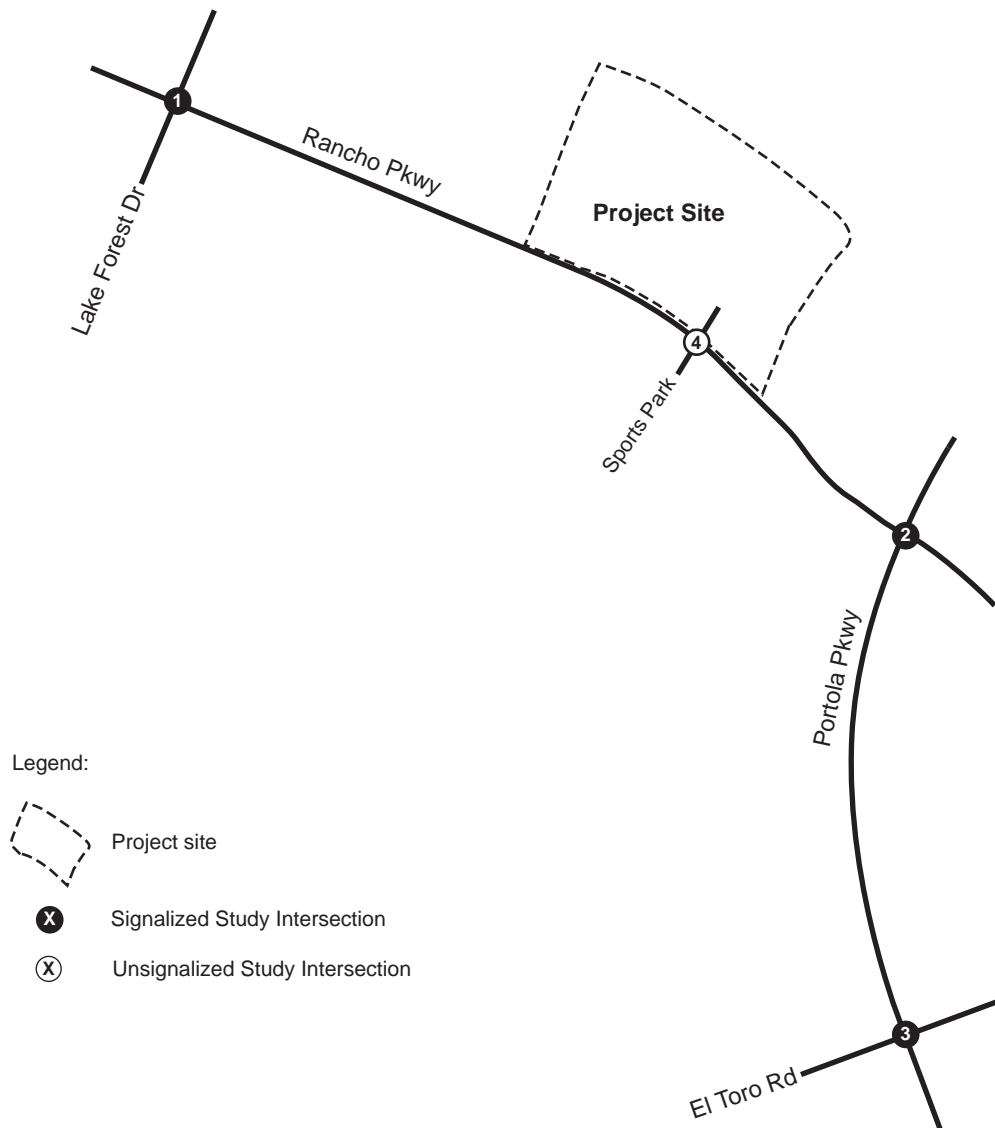 1
Rancho Pkwy
Lake Forest Dr
Project Site
4
Sports Park
2
Portola Pkwy
Legend:
Project site
X Signalized Study Intersection
X Unsignalized Study Intersection
3
El Toro Rd